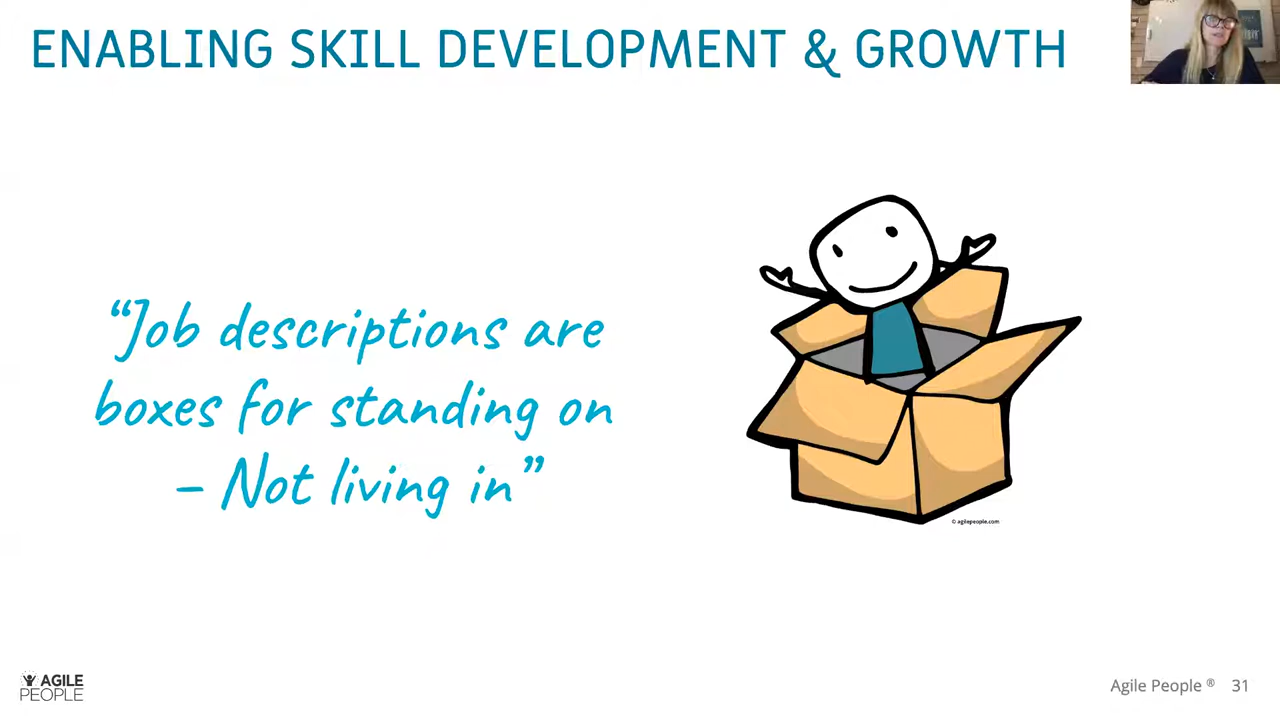 ENABLING SKILL DEVELOPMENT & GROWTH
“Job descriptions are
boxes for standing on
– Not living in”
© agilepeople.com
AGILE
PEOPLE
Agile People ® 31